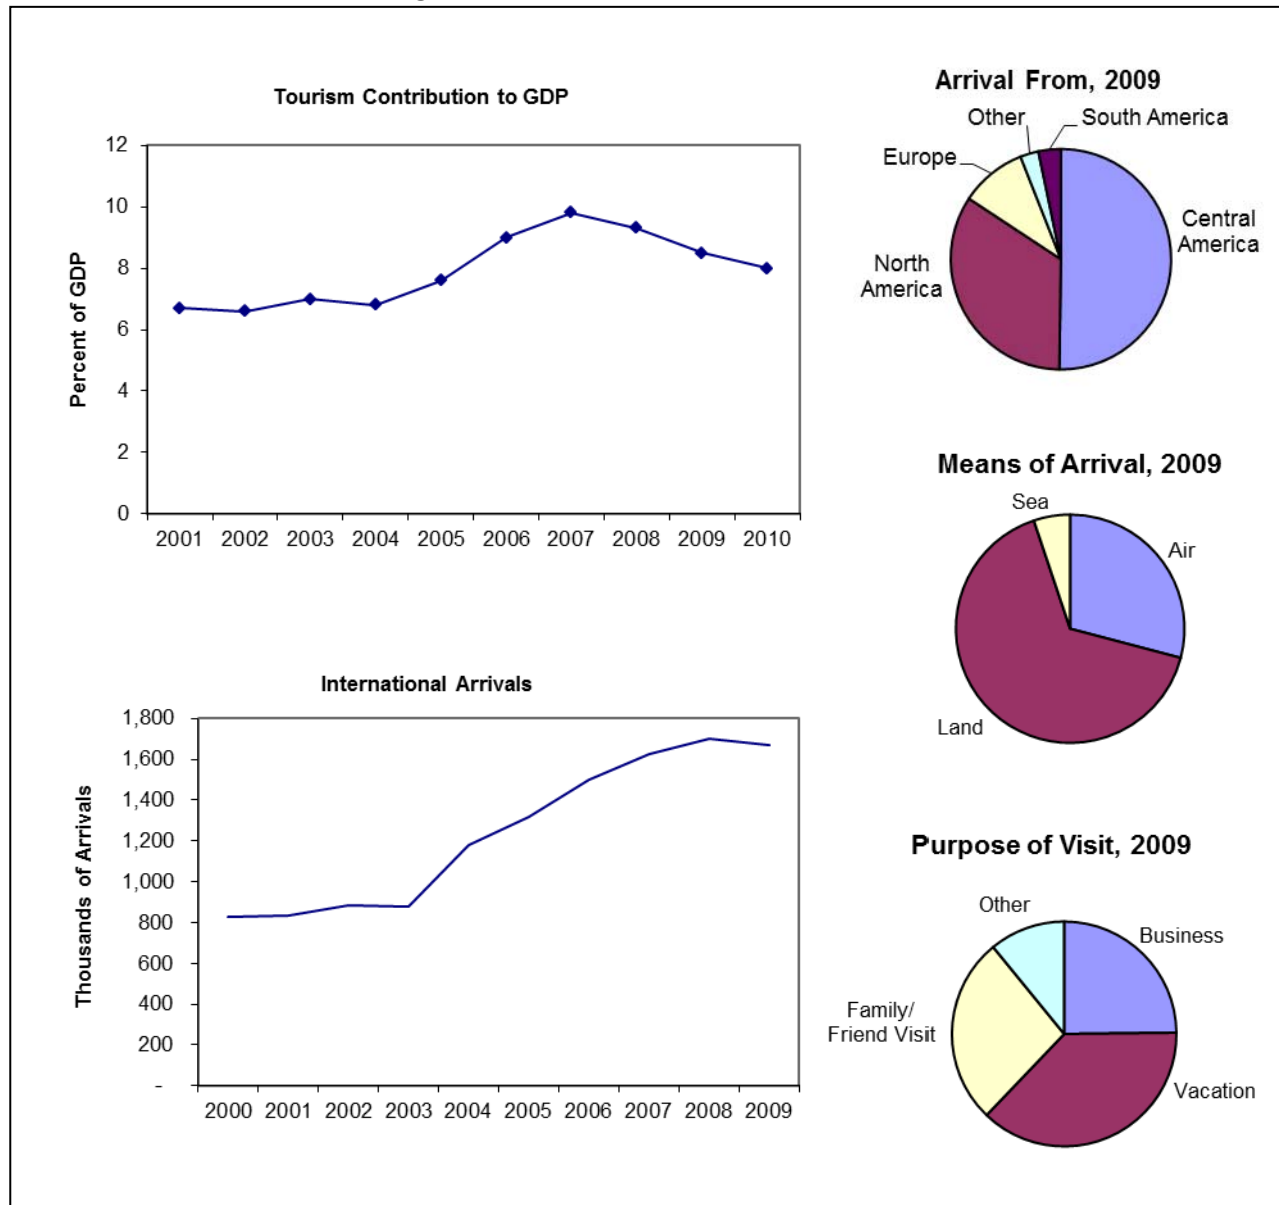 Tourism Contribution to GDP
12
10
8
6
4
2
0
Percent of GDP
2001 2002 2003 2004 2005 2006 2007 2008 2009 2010
International Arrivals
1,800
1,600
1,400
1,200
1,000
800
600
400
200
-
Thousands of Arrivals
2000 2001 2002 2003 2004 2005 2006 2007 2008 2009
Arrival From, 2009
Other
South America
Europe
Central
America
North
America
Means of Arrival, 2009
Sea
Air
Land
Purpose of Visit, 2009
Other
Business
Family/
Friend Visit
Vacation